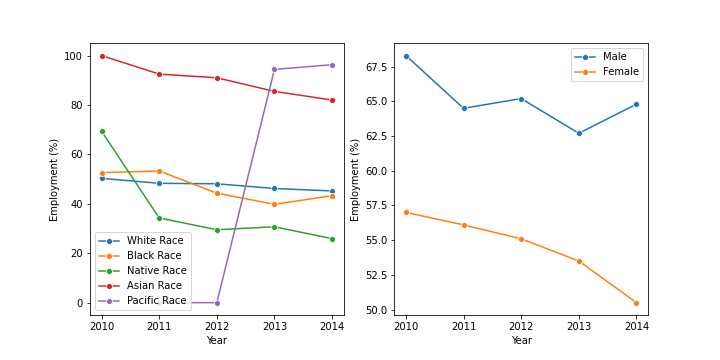 100
80
60
40
20
0
Employment (%)
White Race
Black Race
Native Race
Asian Race
Pacific Race
2010 2011 2012 2013 2014
Year
67.5
65.0
62.5
60.0
57.5
55.0
52.5
50.0
Employment (%)
Male
Female
2010 2011 2012 2013 2014
Year